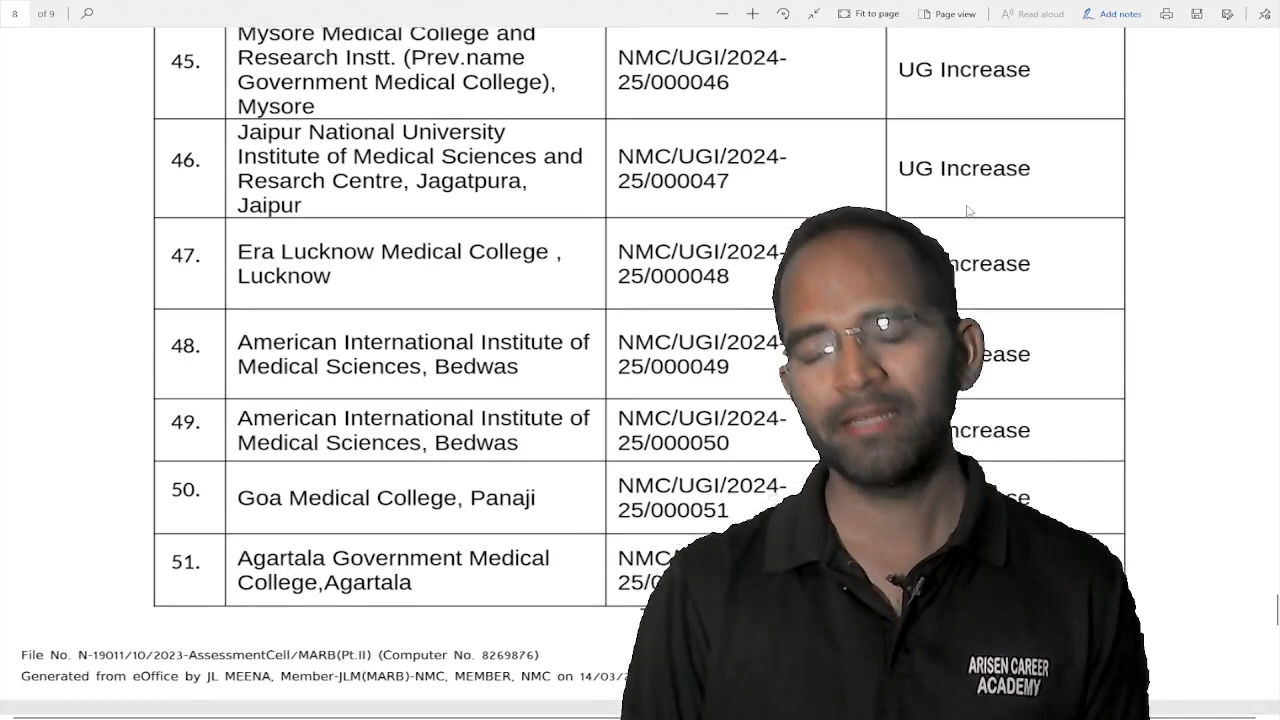 8 of 9 Fit to page Page view Read aloud Add notes
45.
Mysore Medical College and
Research Instt. (Prev.name
Government Medical College),
Mysore
NMC/UGI/2024-
25/000046
UG Increase
46.
Jaipur National University
Institute of Medical Sciences and
Resarch Centre, Jagatpura,
Jaipur
NMC/UGI/2024-
25/000047
UG Increase
47.
Era Lucknow Medical College ,
Lucknow
NMC/UGI/2024-
25/000048
48.
American International Institute of
Medical Sciences, Bedwas
NMC/UGI/2024-
25/000049
49.
American International Institute of
Medical Sciences, Bedwas
NMC/UGI/2024-
25/000050
50.
Goa Medical College, Panaji
NMC/UGI/2024-
25/000051
51.
Agartala Government Medical
College,Agartala
File No. N-19011/10/2023-AssessmentCell/MARB(Pt.II) (Computer No. 8269876)
Generated from eOffice by JL MEENA, Member-JLM(MARB)-NMC, MEMBER, NMC on
ARISEN CAREER
ACADEMY